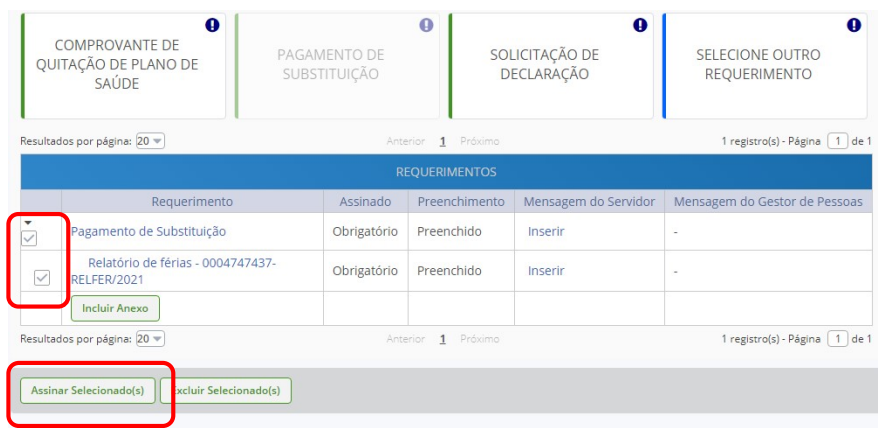 COMPROVANTE DE
QUITAÇÃO DE PLANO DE
SAÚDE
PAGAMENTO DE
SUBSTITUIÇÃO
SOLICITAÇÃO DE
DECLARAÇÃO
SELECIONE OUTRO
REQUERIMENTO
Resultados por página: 20 Anterior 1 Próximo 1 registro(s) - Página 1 de 1
REQUERIMENTOS
Requerimento Assinado Preenchimento Mensagem do Servidor Mensagem do Gestor de Pessoas
Pagamento de Substituição Obrigatório Preenchido Inserir -
Relatório de férias - 0004747437-
RELFER/2021 Obrigatório Preenchido Inserir -
Incluir Anexo
Resultados por página: 20 Anterior 1 Próximo 1 registro(s) - Página 1 de 1
Assinar Selecionado(s) Excluir Selecionado(s)